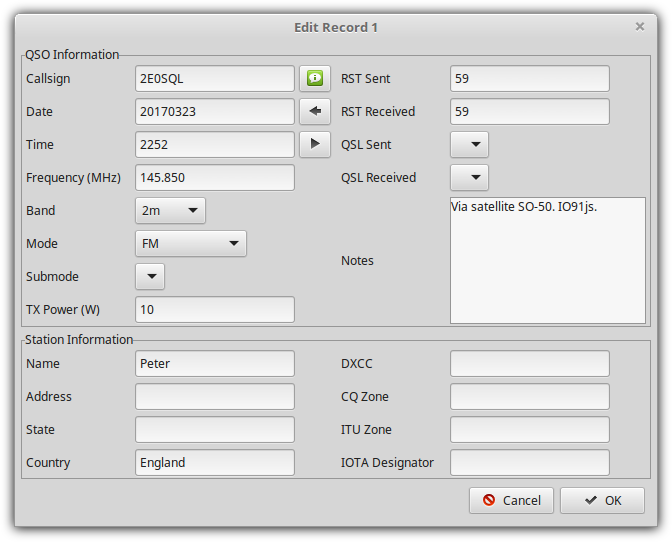 Edit Record 1
QSO Information
Callsign 2E0SQL
Date 20170323
Time 2252
Frequency (MHz) 145.850
Band 2m
Mode FM
Submode
TX Power (W) 10
RST Sent 59
RST Received 59
QSL Sent
QSL Received
Notes Via satellite SO-50. IO91js.
Station Information
Name Peter
Address
State
Country England
DXCC
CQ Zone
ITU Zone
IOTA Designator
Cancel OK